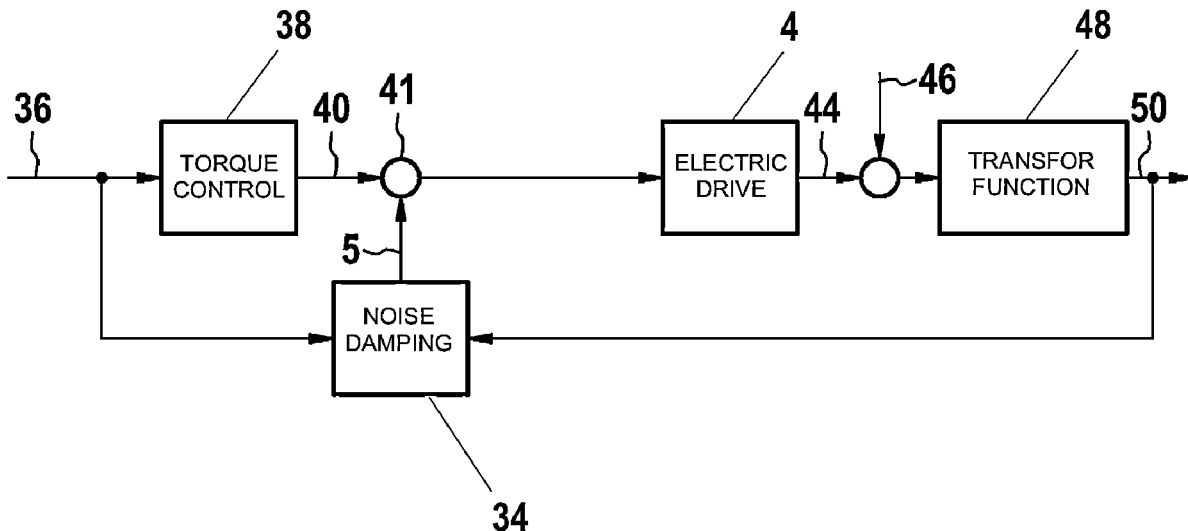 38
4
48
36
40
41
44
46
50
TORQUE
CONTROL
ELECTRIC
DRIVE
TRANSFOR
FUNCTION
5
NOISE
DAMPING
34